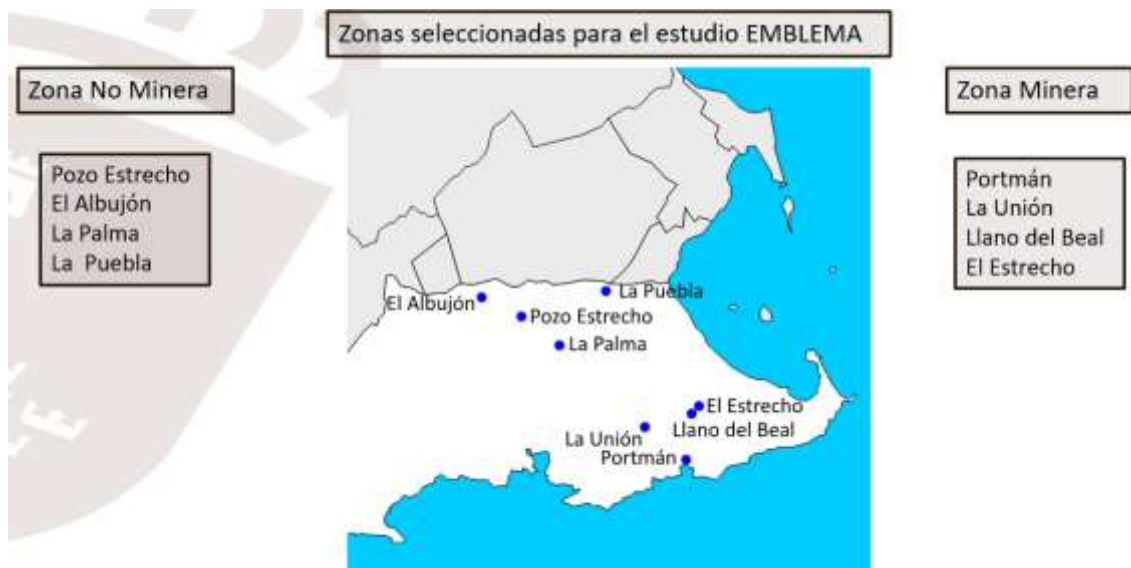 Zonas seleccionadas para el estudio EMBLEMA
Zona No Minera
Zona Minera
Pozo Estrecho
El Albujón
La Palma
La Puebla
Portmán
La Unión
Llano del Beal
El Estrecho
La Puebla
El Albujón
Pozo Estrecho
La Palma
El Estrecho
Llano del Beal
La Unión
Portmán